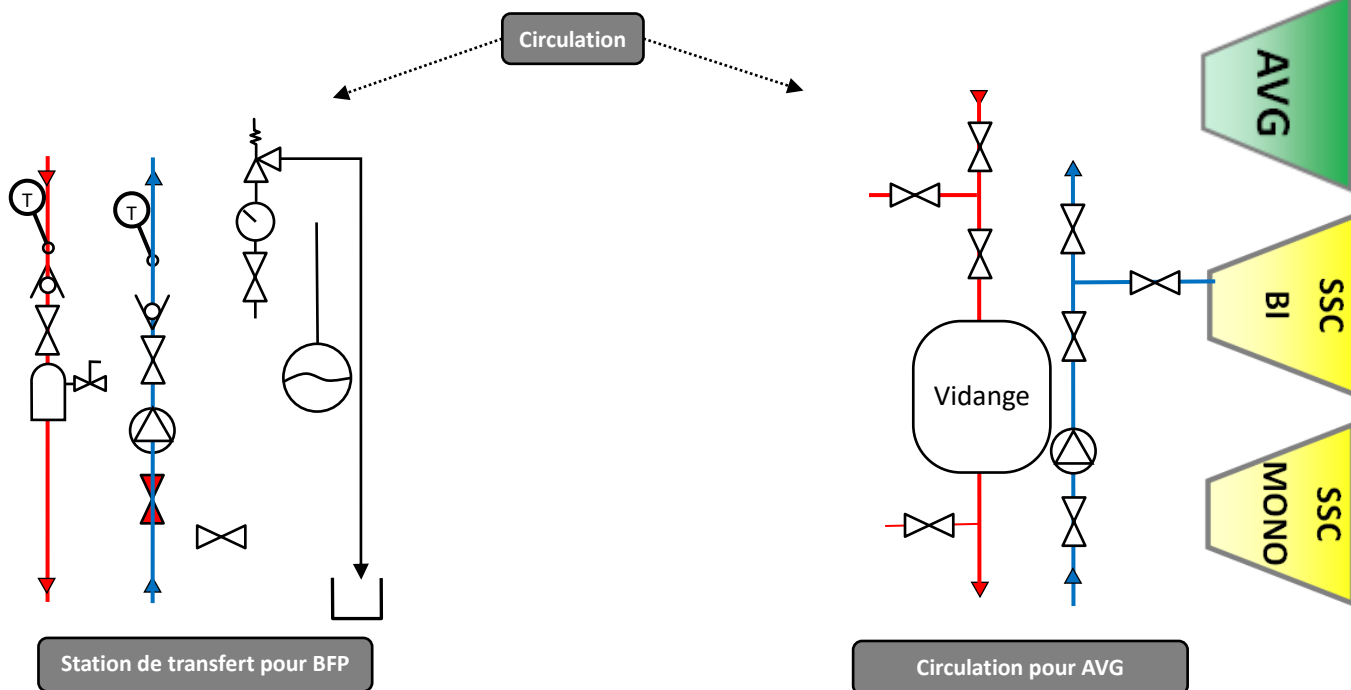 Circulation
AVG
T
T
SSC
BI
Vidange
SSC
MONO
Station de transfert pour BFP
Circulation pour AVG